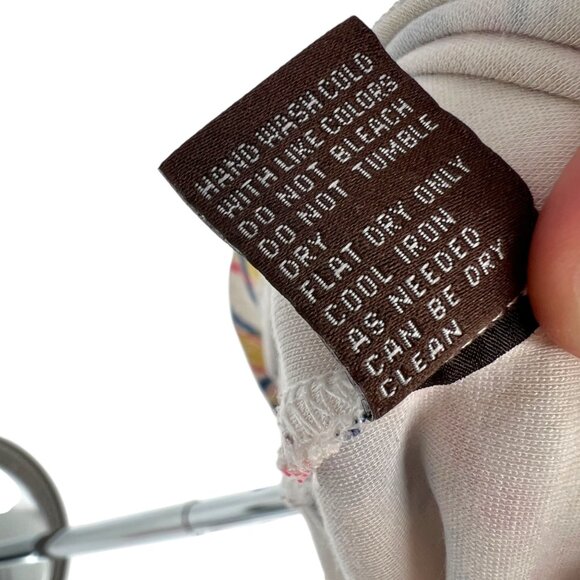 HAND WASH COLD
WITH LIKE COLORS
DO NOT BLEACH
DO NOT TUMBLE
DRY
FLAT DRY ONLY
COOL IRON
AS NEEDED
CAN BE DRY
CLEAN